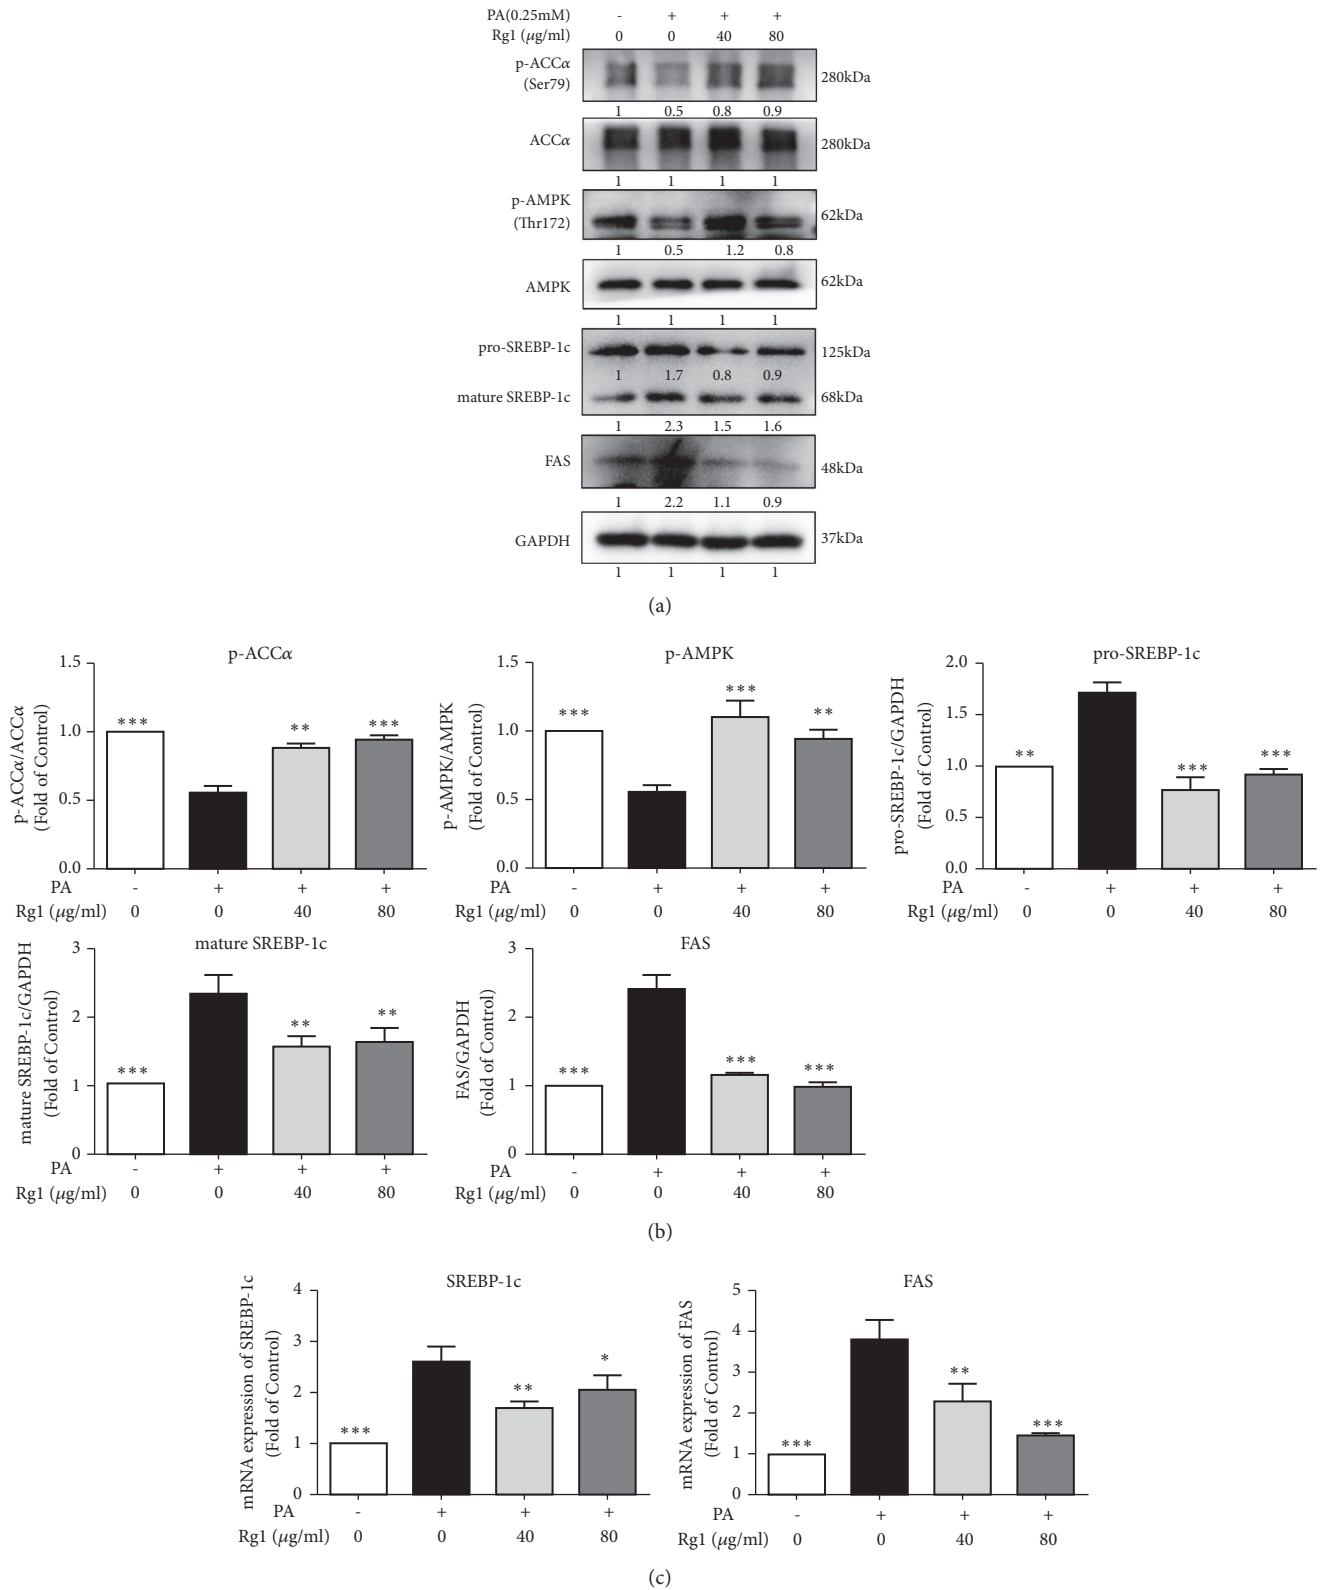 PA(0.25mM) - + + +
Rg1 (μg/ml) 0 0 40 80
p-ACCα
(Ser79)
280kDa
1 0.5 0.8 0.9
ACCα
280kDa
1 1 1 1
p-AMPK
(Thr172)
62kDa
1 0.5 1.2 0.8
AMPK
62kDa
1 1 1 1
pro-SREBP-1c
125kDa
1 1.7 0.8 0.9
mature SREBP-1c
68kDa
1 2.3 1.5 1.6
FAS
48kDa
1 2.2 1.1 0.9
GAPDH
37kDa
1 1 1 1
(a)
p-ACCα
p-ACCα/ACCα
(Fold of Control)
1.5
1.0
0.5
0.0
*** ** ***
PA - + + +
Rg1 (μg/ml) 0 0 40 80
p-AMPK
p-AMPK/AMPK
(Fold of Control)
1.5
1.0
0.5
0.0
*** *** **
PA - + + +
Rg1 (μg/ml) 0 0 40 80
pro-SREBP-1c
pro-SREBP-1c/GAPDH
(Fold of Control)
2.0
1.5
1.0
0.5
0.0
** *** ***
PA - + + +
Rg1 (μg/ml) 0 0 40 80
mature SREBP-1c
mature SREBP-1c/GAPDH
(Fold of Control)
3
2
1
0
*** ** **
PA - + + +
Rg1 (μg/ml) 0 0 40 80
FAS
FAS/GAPDH
(Fold of Control)
3
2
1
0
*** *** ***
PA - + + +
Rg1 (μg/ml) 0 0 40 80
(b)
SREBP-1c
mRNA expression of SREBP-1c
(Fold of Control)
4
3
2
1
0
*** ** *
PA - + + +
Rg1 (μg/ml) 0 0 40 80
FAS
mRNA expression of FAS
(Fold of Control)
5
4
3
2
1
0
*** ** ***
PA - + + +
Rg1 (μg/ml) 0 0 40 80
(c)